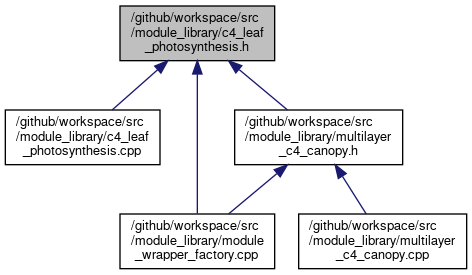 /github/workspace/src
/module_library/c4_leaf
_photosynthesis.h
/github/workspace/src
/module_library/c4_leaf
_photosynthesis.cpp
/github/workspace/src
/module_library/multilayer
_c4_canopy.h
/github/workspace/src
/module_library/module
_wrapper_factory.cpp
/github/workspace/src
/module_library/multilayer
_c4_canopy.cpp